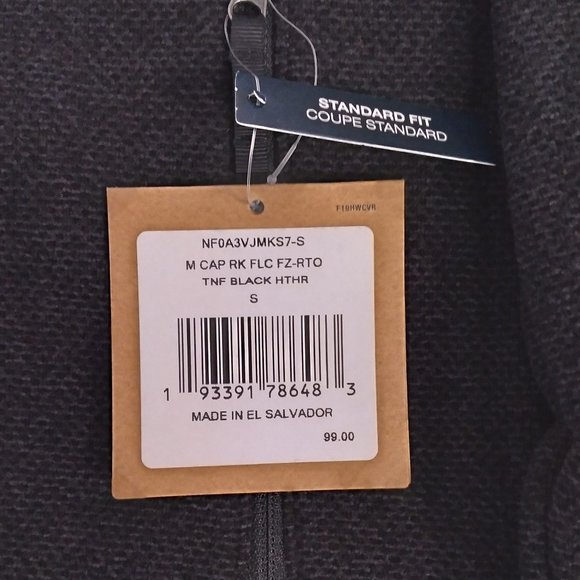 STANDARD FIT
COUPE STANDARD
F19HWCVR
NF0A3VJMKS7-S
M CAP RK FLC FZ-RTO
TNF BLACK HTHR
S
1 93391 78648 3
MADE IN EL SALVADOR
99.00